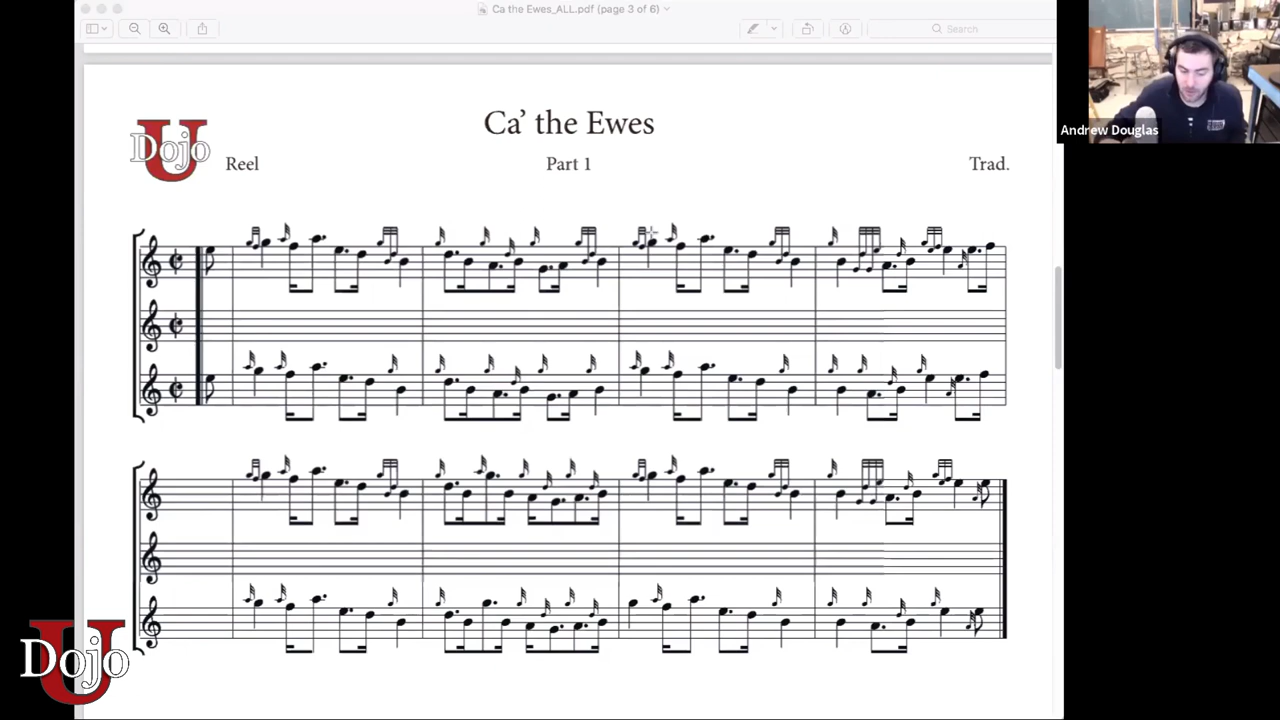 Ca the Ewes_ALL.pdf (page 3 of 6)
Search
Andrew Douglas
Ca’ the Ewes
U Dojo
Reel
Part 1
Trad.
U Dojo